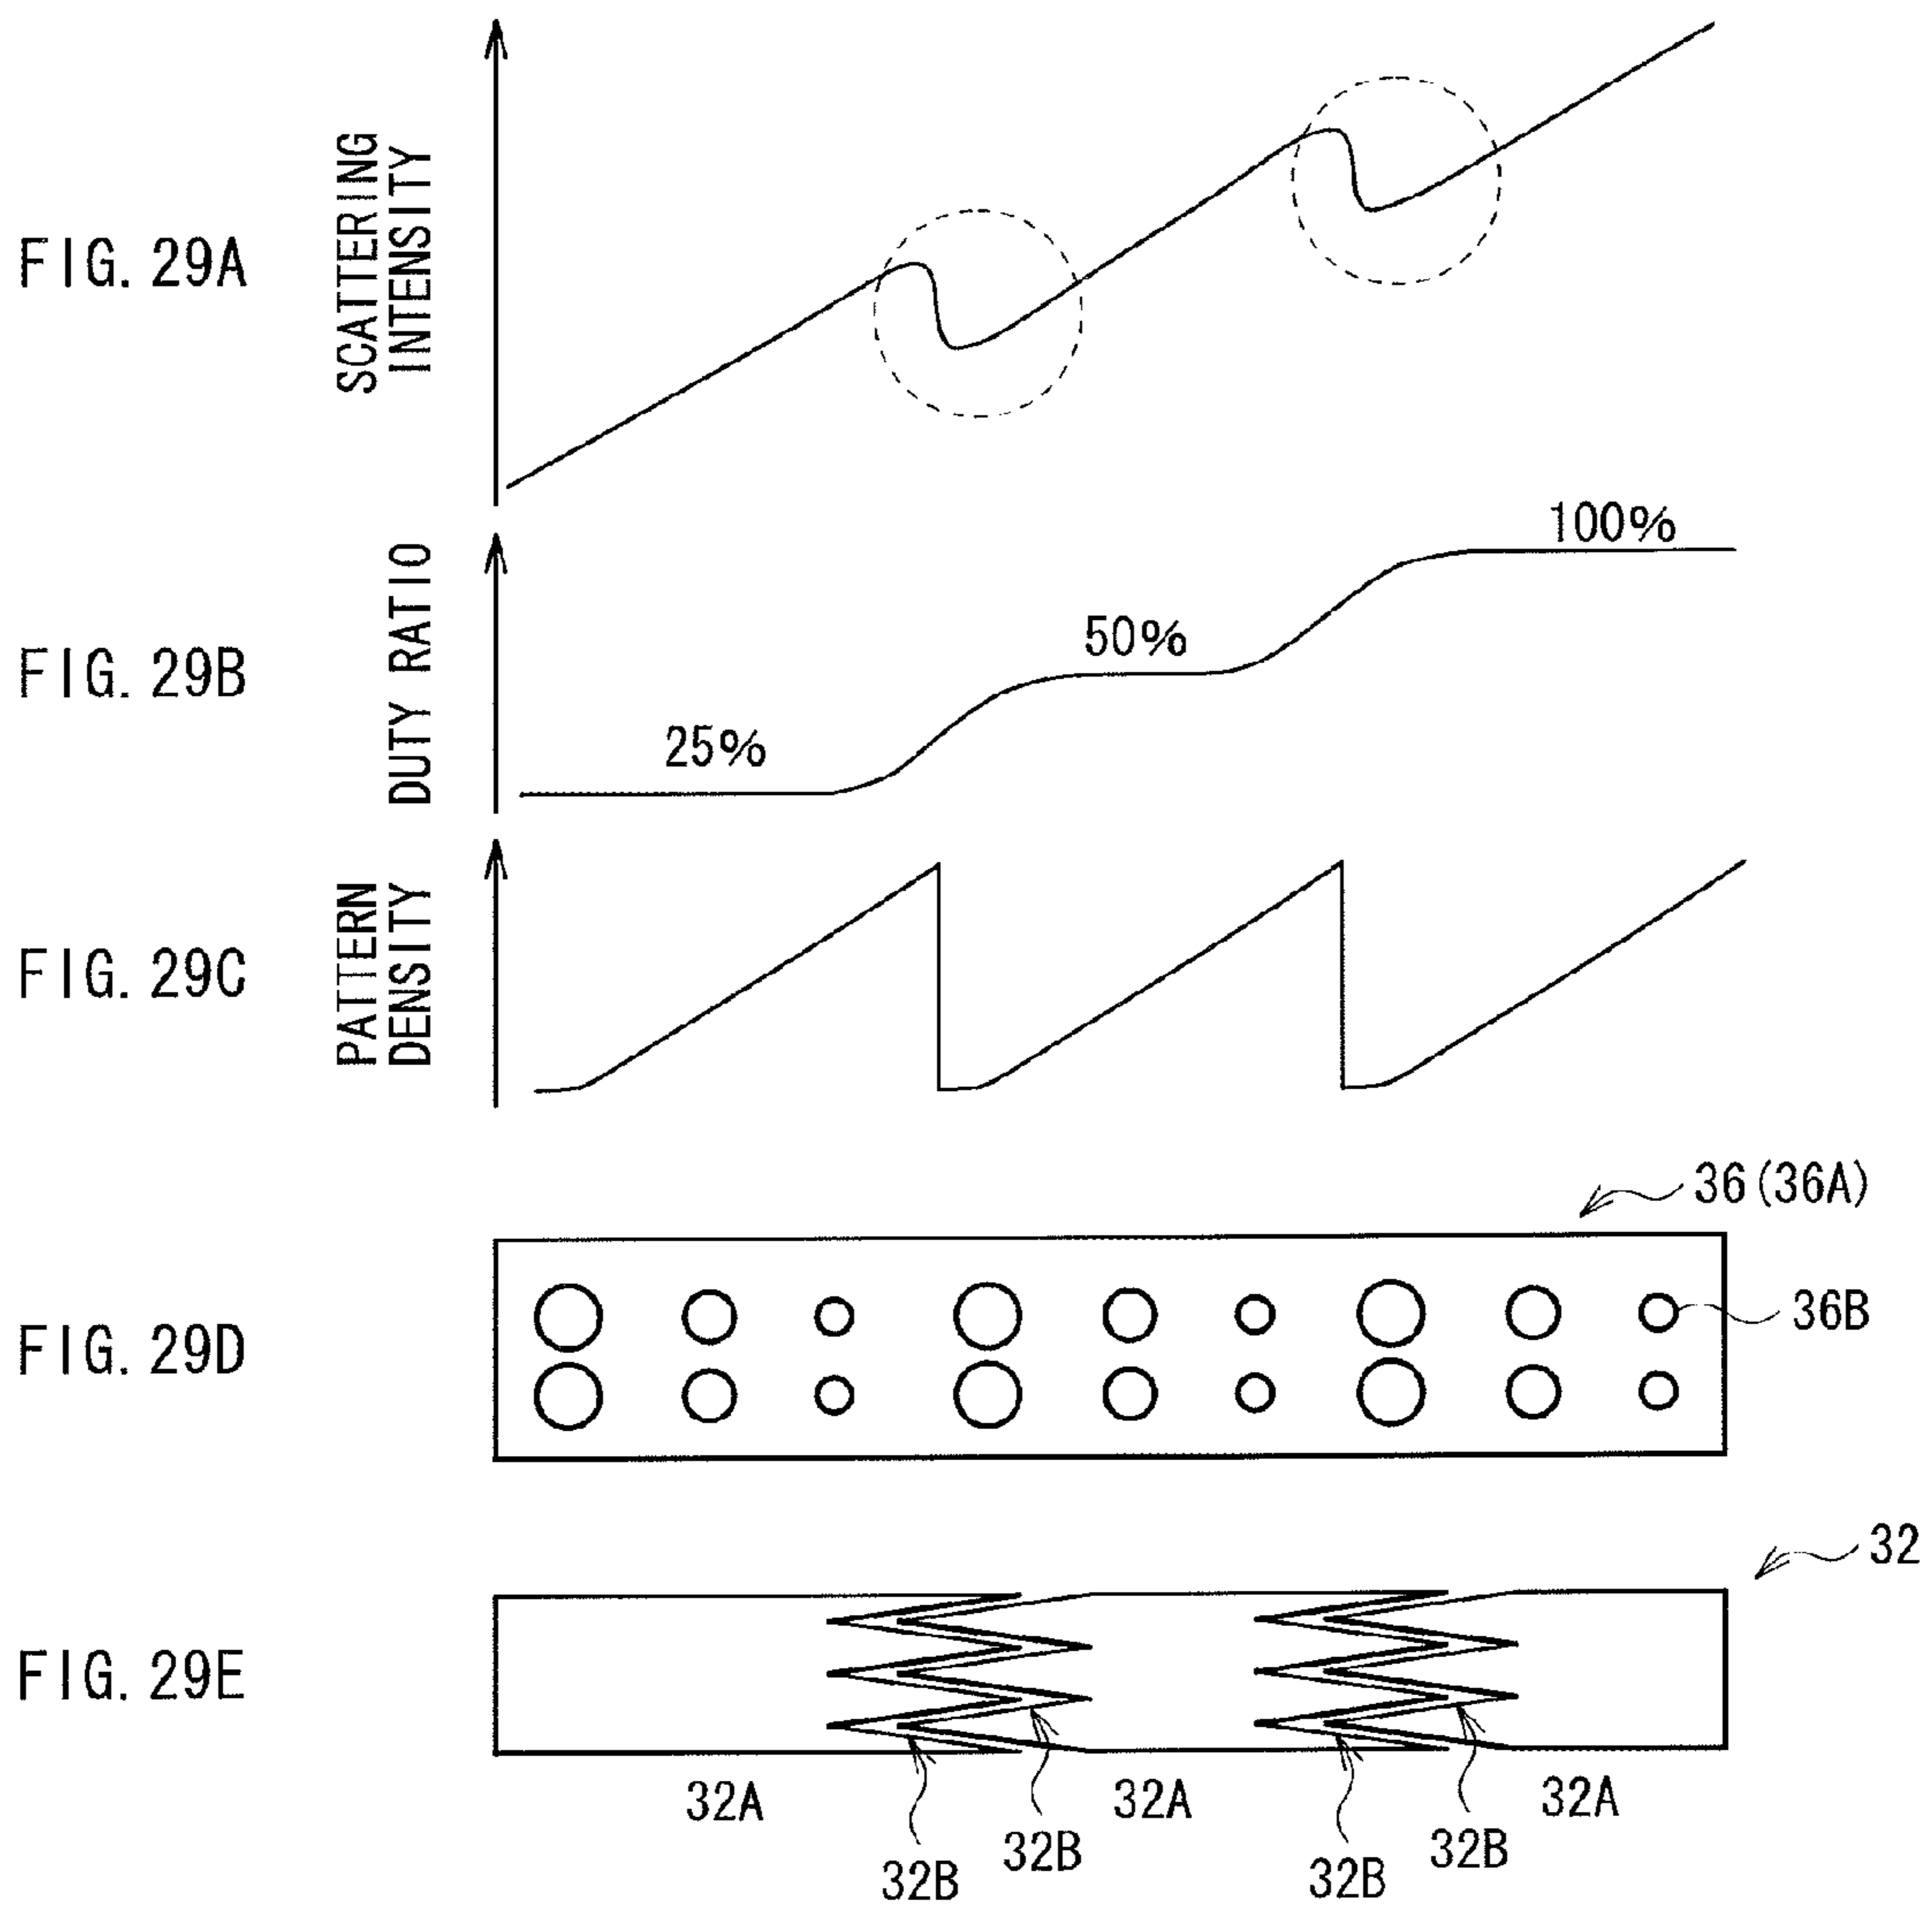 FIG. 29A
SCATTERING
INTENSITY
FIG. 29B
DUTY RATIO
25%
50%
100%
FIG. 29C
PATTERN
DENSITY
FIG. 29D
36 (36A)
36B
FIG. 29E
32
32A
32A
32A
32B
32B
32B
32B